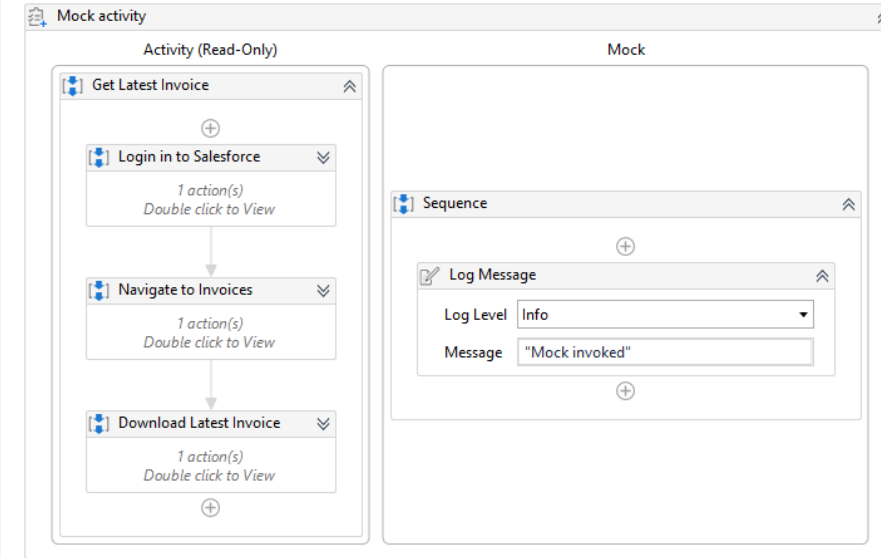 Mock activity
Activity (Read-Only)
Mock
Get Latest Invoice
Login in to Salesforce
1 action(s)
Double click to View
Navigate to Invoices
1 action(s)
Double click to View
Download Latest Invoice
1 action(s)
Double click to View
Sequence
Log Message
Log Level Info
Message "Mock invoked"